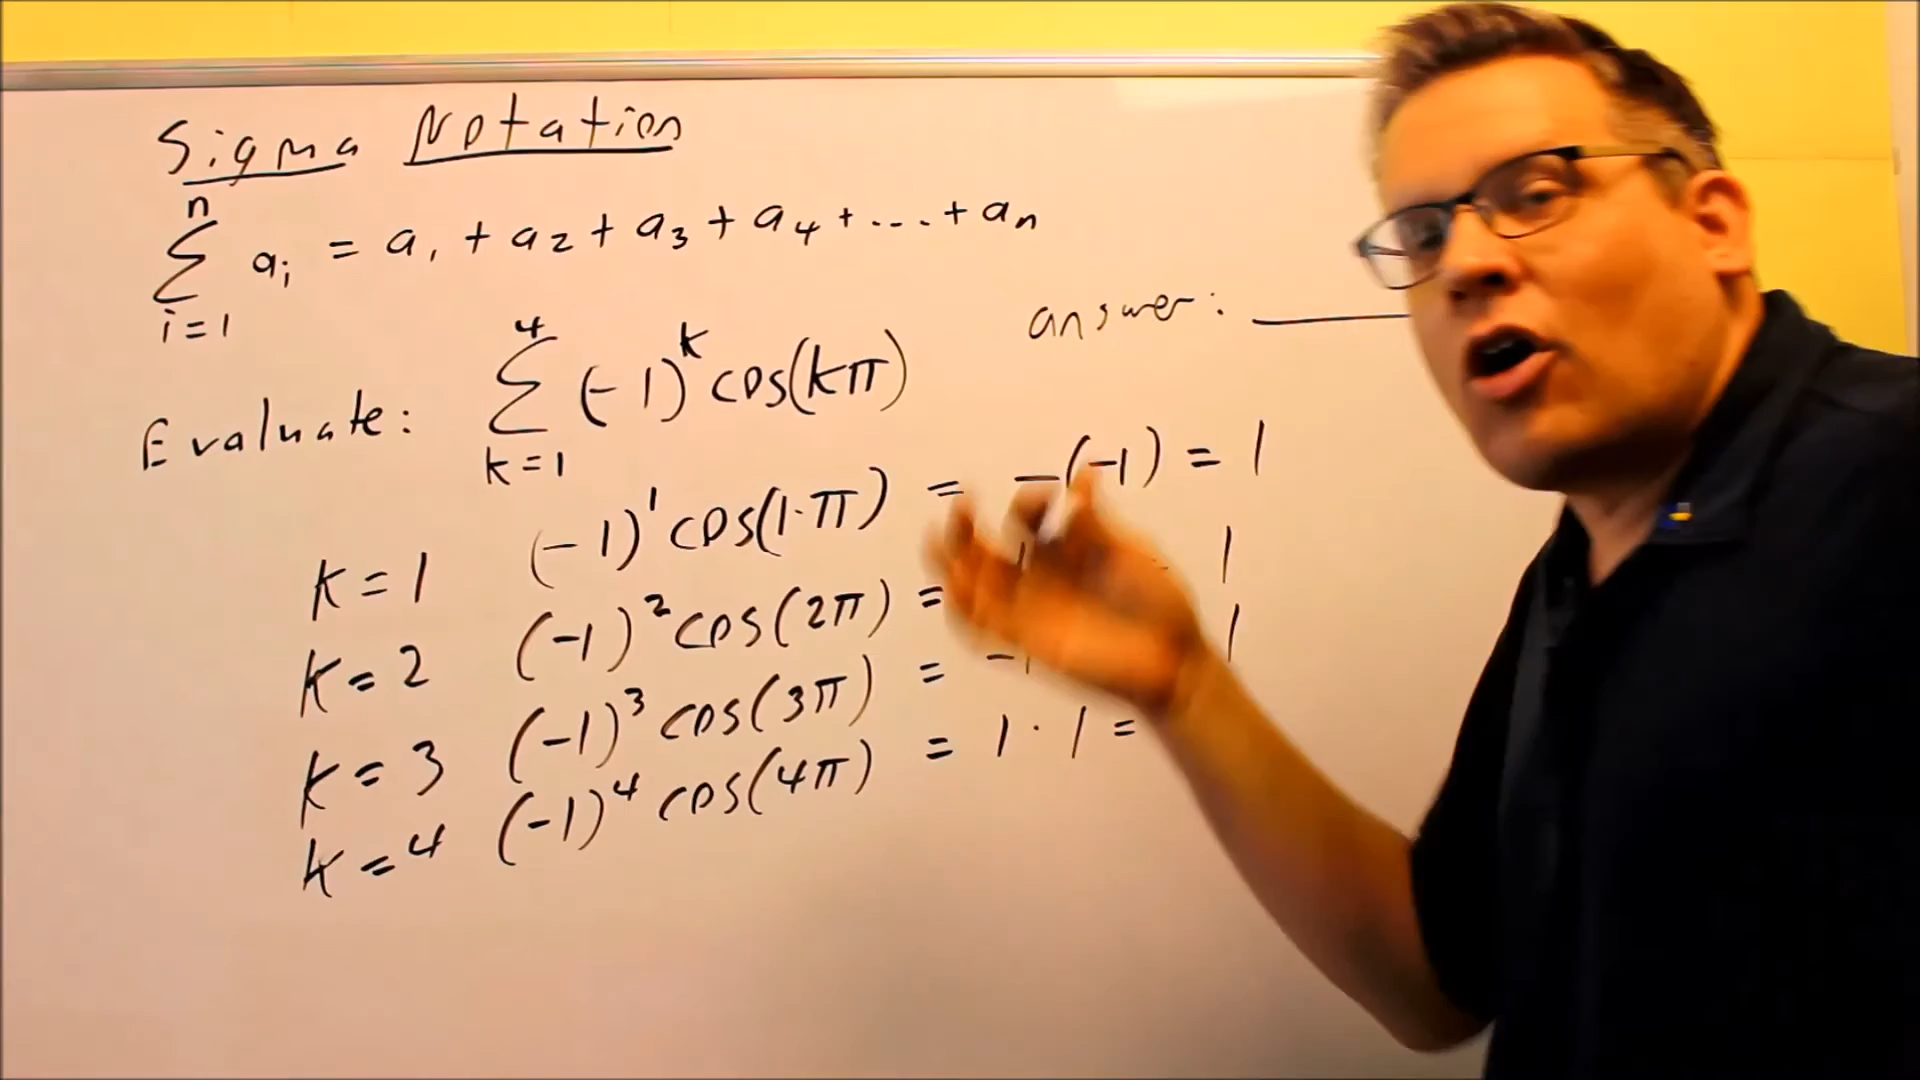 Sigma Notation
n
∑ aᵢ = a₁ + a₂ + a₃ + a₄ + ... + aₙ
i=1
answer:
4
Evaluate: ∑ (-1)ᵏ cos(kπ)
k=1
k=1 (-1)¹ cos(1·π) = -(-1) = 1
k=2 (-1)² cos(2π) = 1
k=3 (-1)³ cos(3π) = 1
k=4 (-1)⁴ cos(4π) = 1 · 1 =